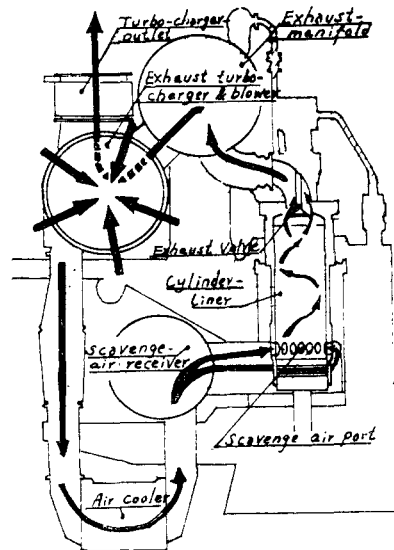 Turbo-charger-
outlet
Exhaust-
manifold
Exhaust turbo-
charger & blower
Exhaust valve
Cylinder-
Liner
Scavenge-
air-receiver
Scavenge air port
Air cooler